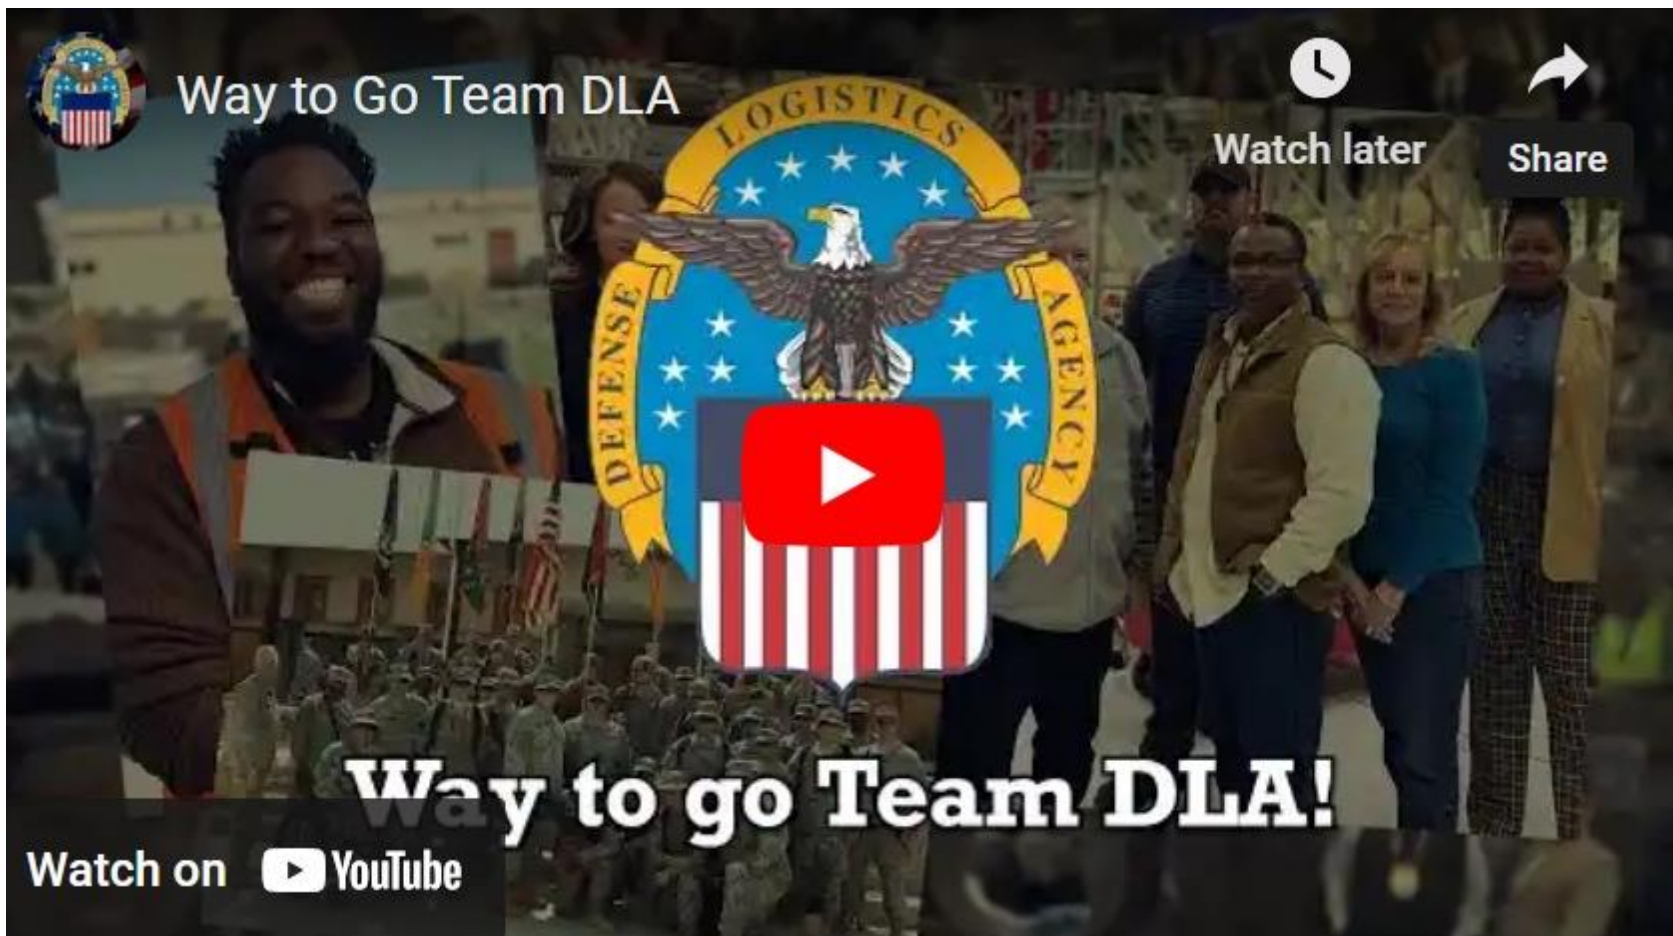 Way to Go Team DLA
Watch later
Share
LOGISTICS
DEFENSE
AGENCY
Way to go Team DLA!
Watch on YouTube